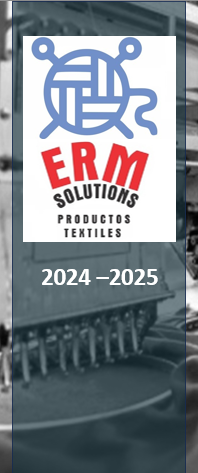 ERM
SOLUTIONS
PRODUCTOS
TEXTILES
2024 –2025